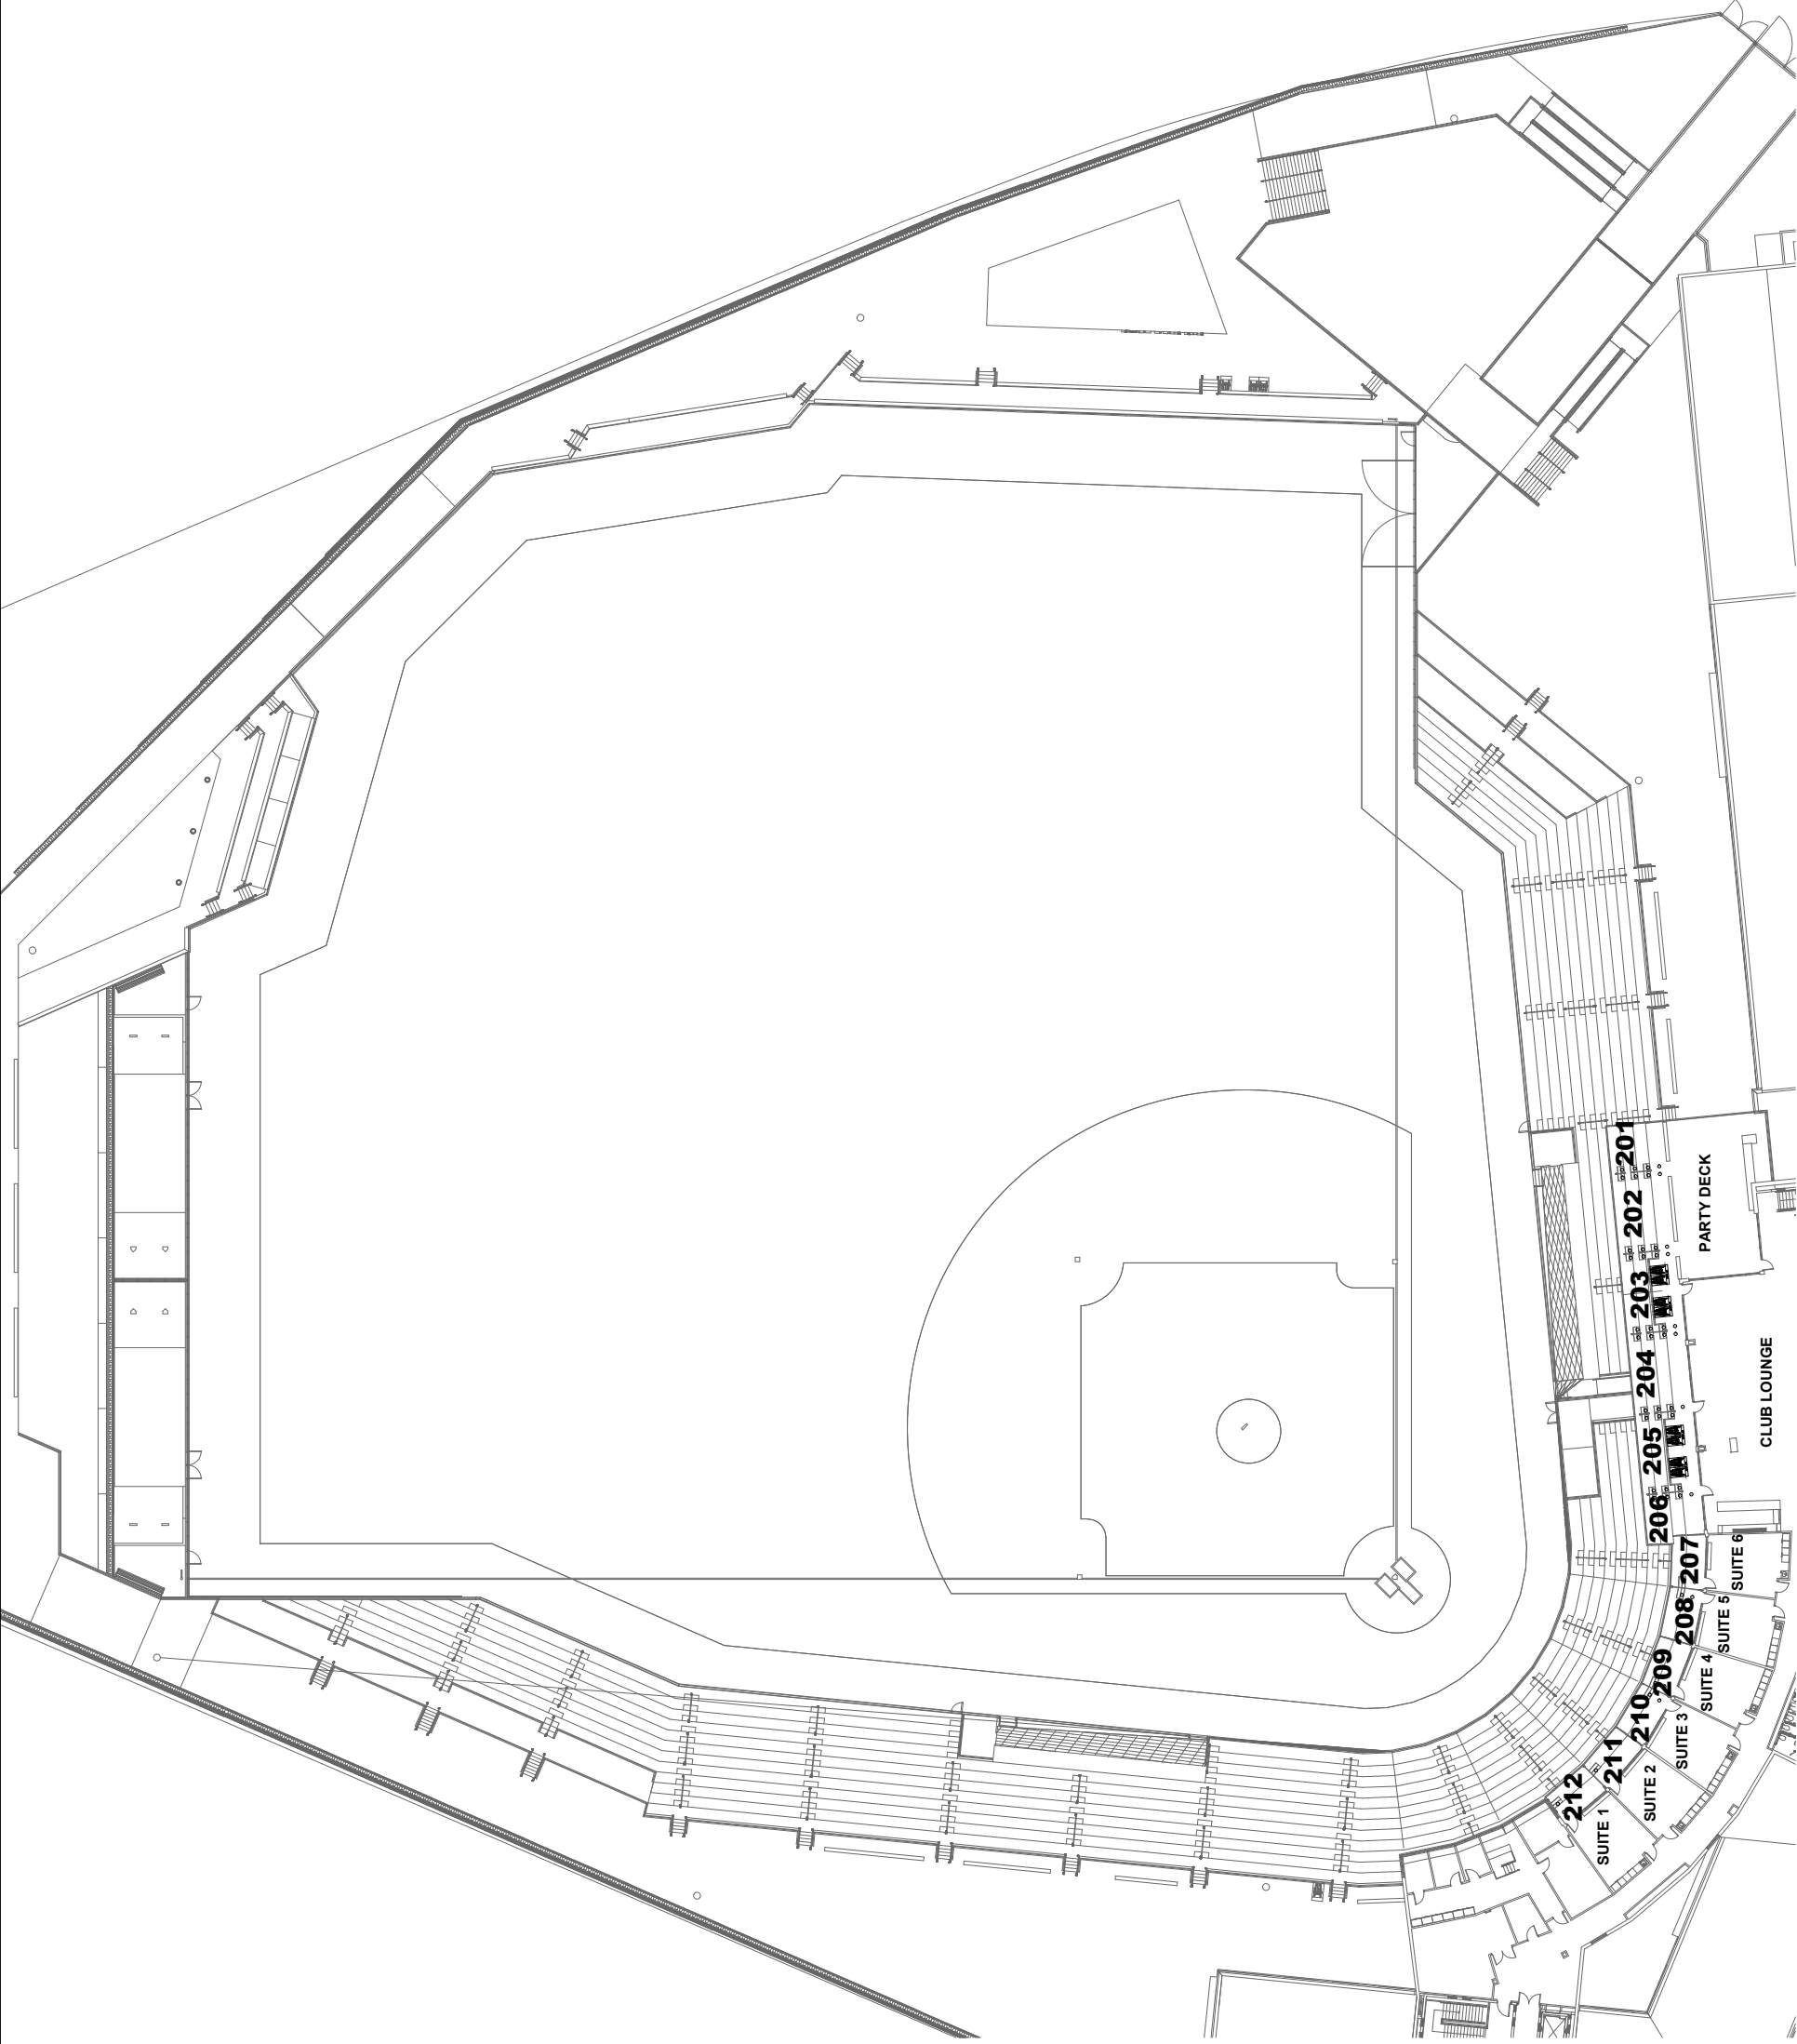 201
202
203
204
205
206
207
208
209
210
211
212
PARTY DECK
CLUB LOUNGE
SUITE 6
SUITE 5
SUITE 4
SUITE 3
SUITE 2
SUITE 1